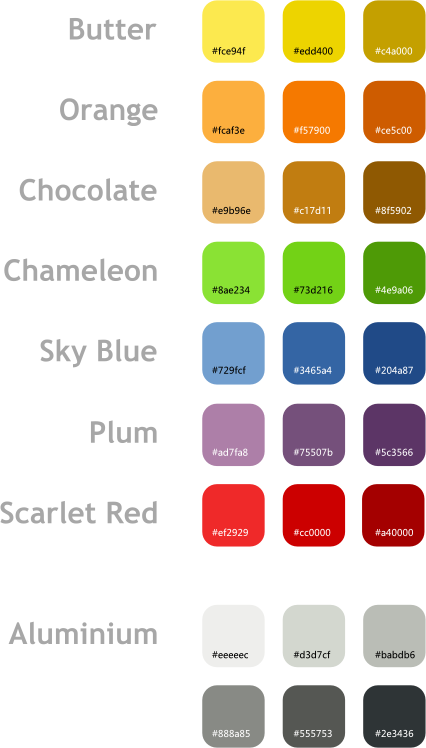 Butter
#fce94f #edd400 #c4a000
Orange
#fcaf3e #f57900 #ce5c00
Chocolate
#e9b96e #c17d11 #8f5902
Chameleon
#8ae234 #73d216 #4e9a06
Sky Blue
#729fcf #3465a4 #204a87
Plum
#ad7fa8 #75507b #5c3566
Scarlet Red
#ef2929 #cc0000 #a40000
Aluminium
#eeeeec #d3d7cf #babdb6
#888a85 #555753 #2e3436